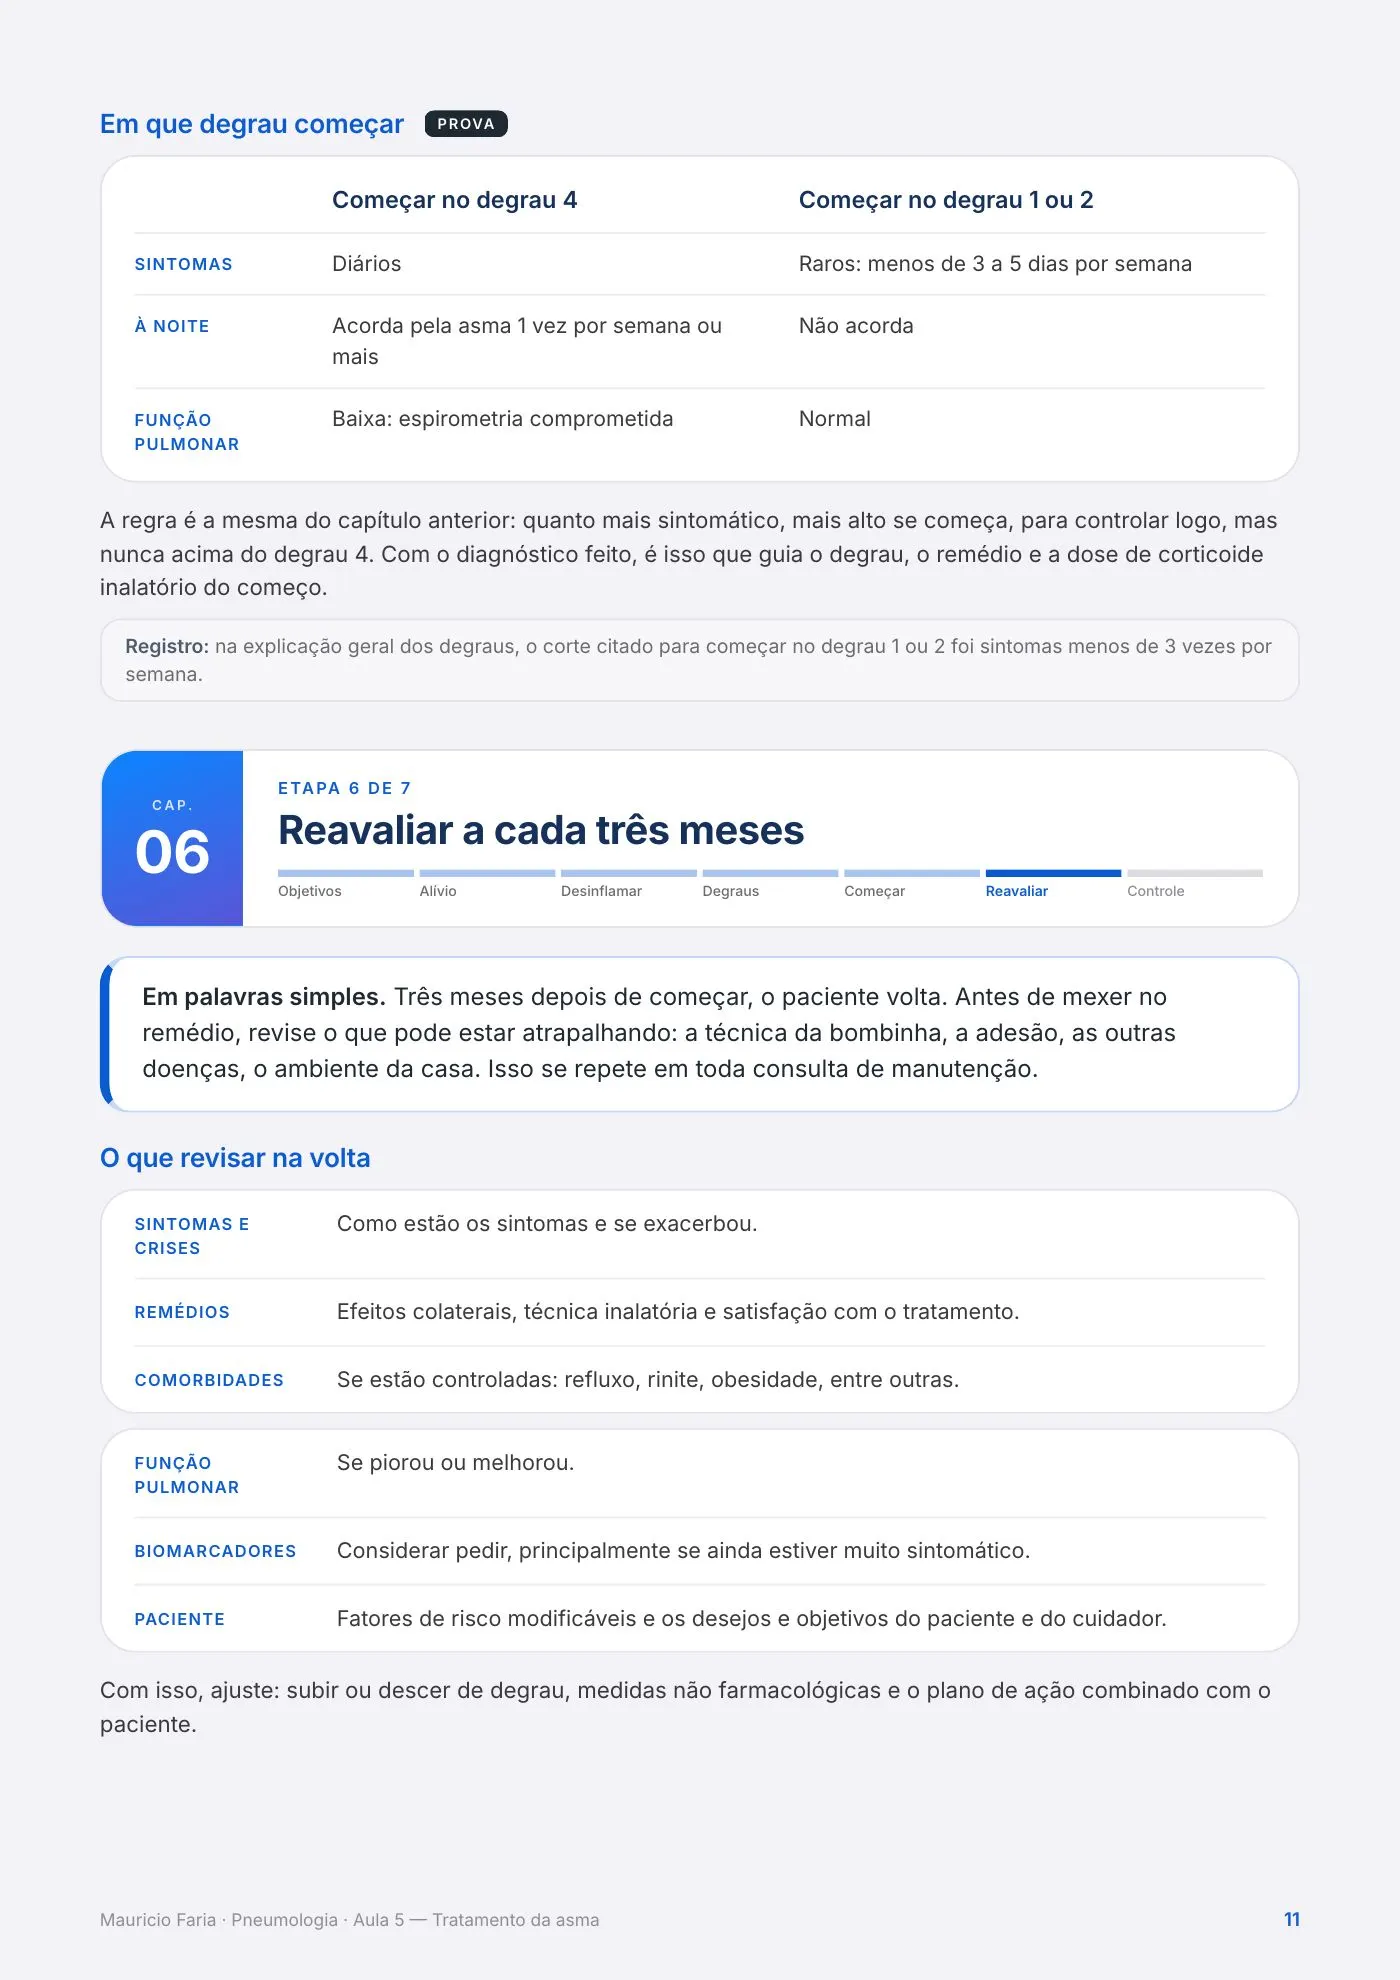 Em que degrau começar PROVA
Começar no degrau 4 Começar no degrau 1 ou 2
SINTOMAS Diários Raros: menos de 3 a 5 dias por semana
À NOITE Acorda pela asma 1 vez por semana ou Não acorda
mais
FUNÇÃO Baixa: espirometria comprometida Normal
PULMONAR
A regra é a mesma do capítulo anterior: quanto mais sintomático, mais alto se começa, para controlar logo, mas
nunca acima do degrau 4. Com o diagnóstico feito, é isso que guia o degrau, o remédio e a dose de corticoide
inalatório do começo.
Registro: na explicação geral dos degraus, o corte citado para começar no degrau 1 ou 2 foi sintomas menos de 3 vezes por
semana.
CAP.
06
ETAPA 6 DE 7
Reavaliar a cada três meses
Objetivos Alívio Desinflamar Degraus Começar Reavaliar Controle
Em palavras simples. Três meses depois de começar, o paciente volta. Antes de mexer no
remédio, revise o que pode estar atrapalhando: a técnica da bombinha, a adesão, as outras
doenças, o ambiente da casa. Isso se repete em toda consulta de manutenção.
O que revisar na volta
SINTOMAS E Como estão os sintomas e se exacerbou.
CRISES
REMÉDIOS Efeitos colaterais, técnica inalatória e satisfação com o tratamento.
COMORBIDADES Se estão controladas: refluxo, rinite, obesidade, entre outras.
FUNÇÃO Se piorou ou melhorou.
PULMONAR
BIOMARCADORES Considerar pedir, principalmente se ainda estiver muito sintomático.
PACIENTE Fatores de risco modificáveis e os desejos e objetivos do paciente e do cuidador.
Com isso, ajuste: subir ou descer de degrau, medidas não farmacológicas e o plano de ação combinado com o
paciente.
Mauricio Faria · Pneumologia · Aula 5 — Tratamento da asma 11